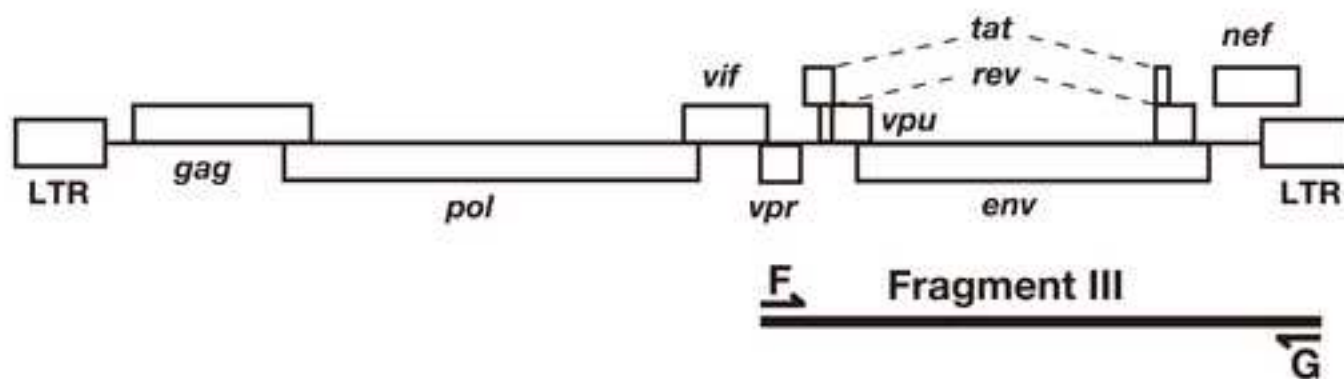 tat
nef
vif
rev
vpu
gag
LTR
LTR
pol
vpr
env
F
Fragment III
G